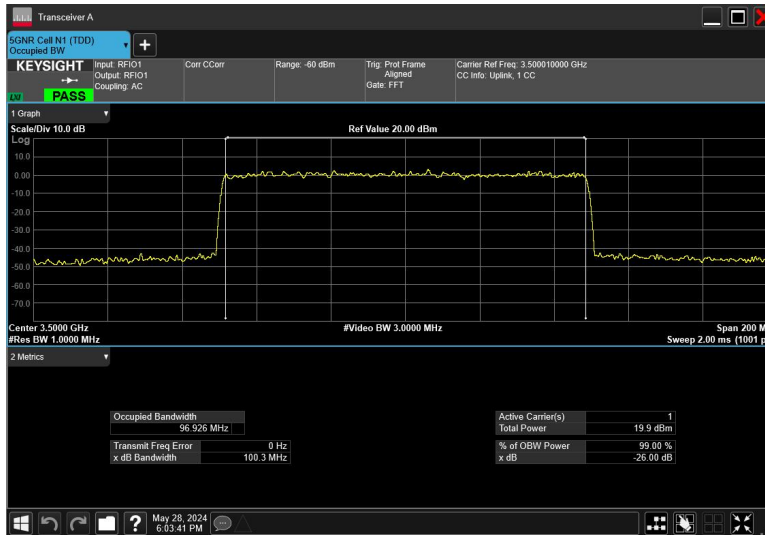 Transceiver A
5GNR Cell N1 (TDD)
Occupied BW
KEYSIGHT
Input: RFIO1
Output: RFIO1
Coupling: AC
Corr CCorr
Range: -60 dBm
Trig: Prot Frame
Aligned
Gate: FFT
Carrier Ref Freq: 3.500010000 GHz
CC Info: Uplink, 1 CC
LXI
PASS
1 Graph
Scale/Div 10.0 dB
Ref Value 20.00 dBm
Log
10.0
0.00
-10.0
-20.0
-30.0
-40.0
-50.0
-60.0
-70.0
Center 3.5000 GHz
#Video BW 3.0000 MHz
Span 200 M
#Res BW 1.0000 MHz
Sweep 2.00 ms (1001 p
2 Metrics
Occupied Bandwidth
96.926 MHz
Transmit Freq Error 0 Hz
x dB Bandwidth 100.3 MHz
Active Carrier(s) 1
Total Power 19.9 dBm
% of OBW Power 99.00 %
x dB -26.00 dB
?
May 28, 2024
6:03:41 PM